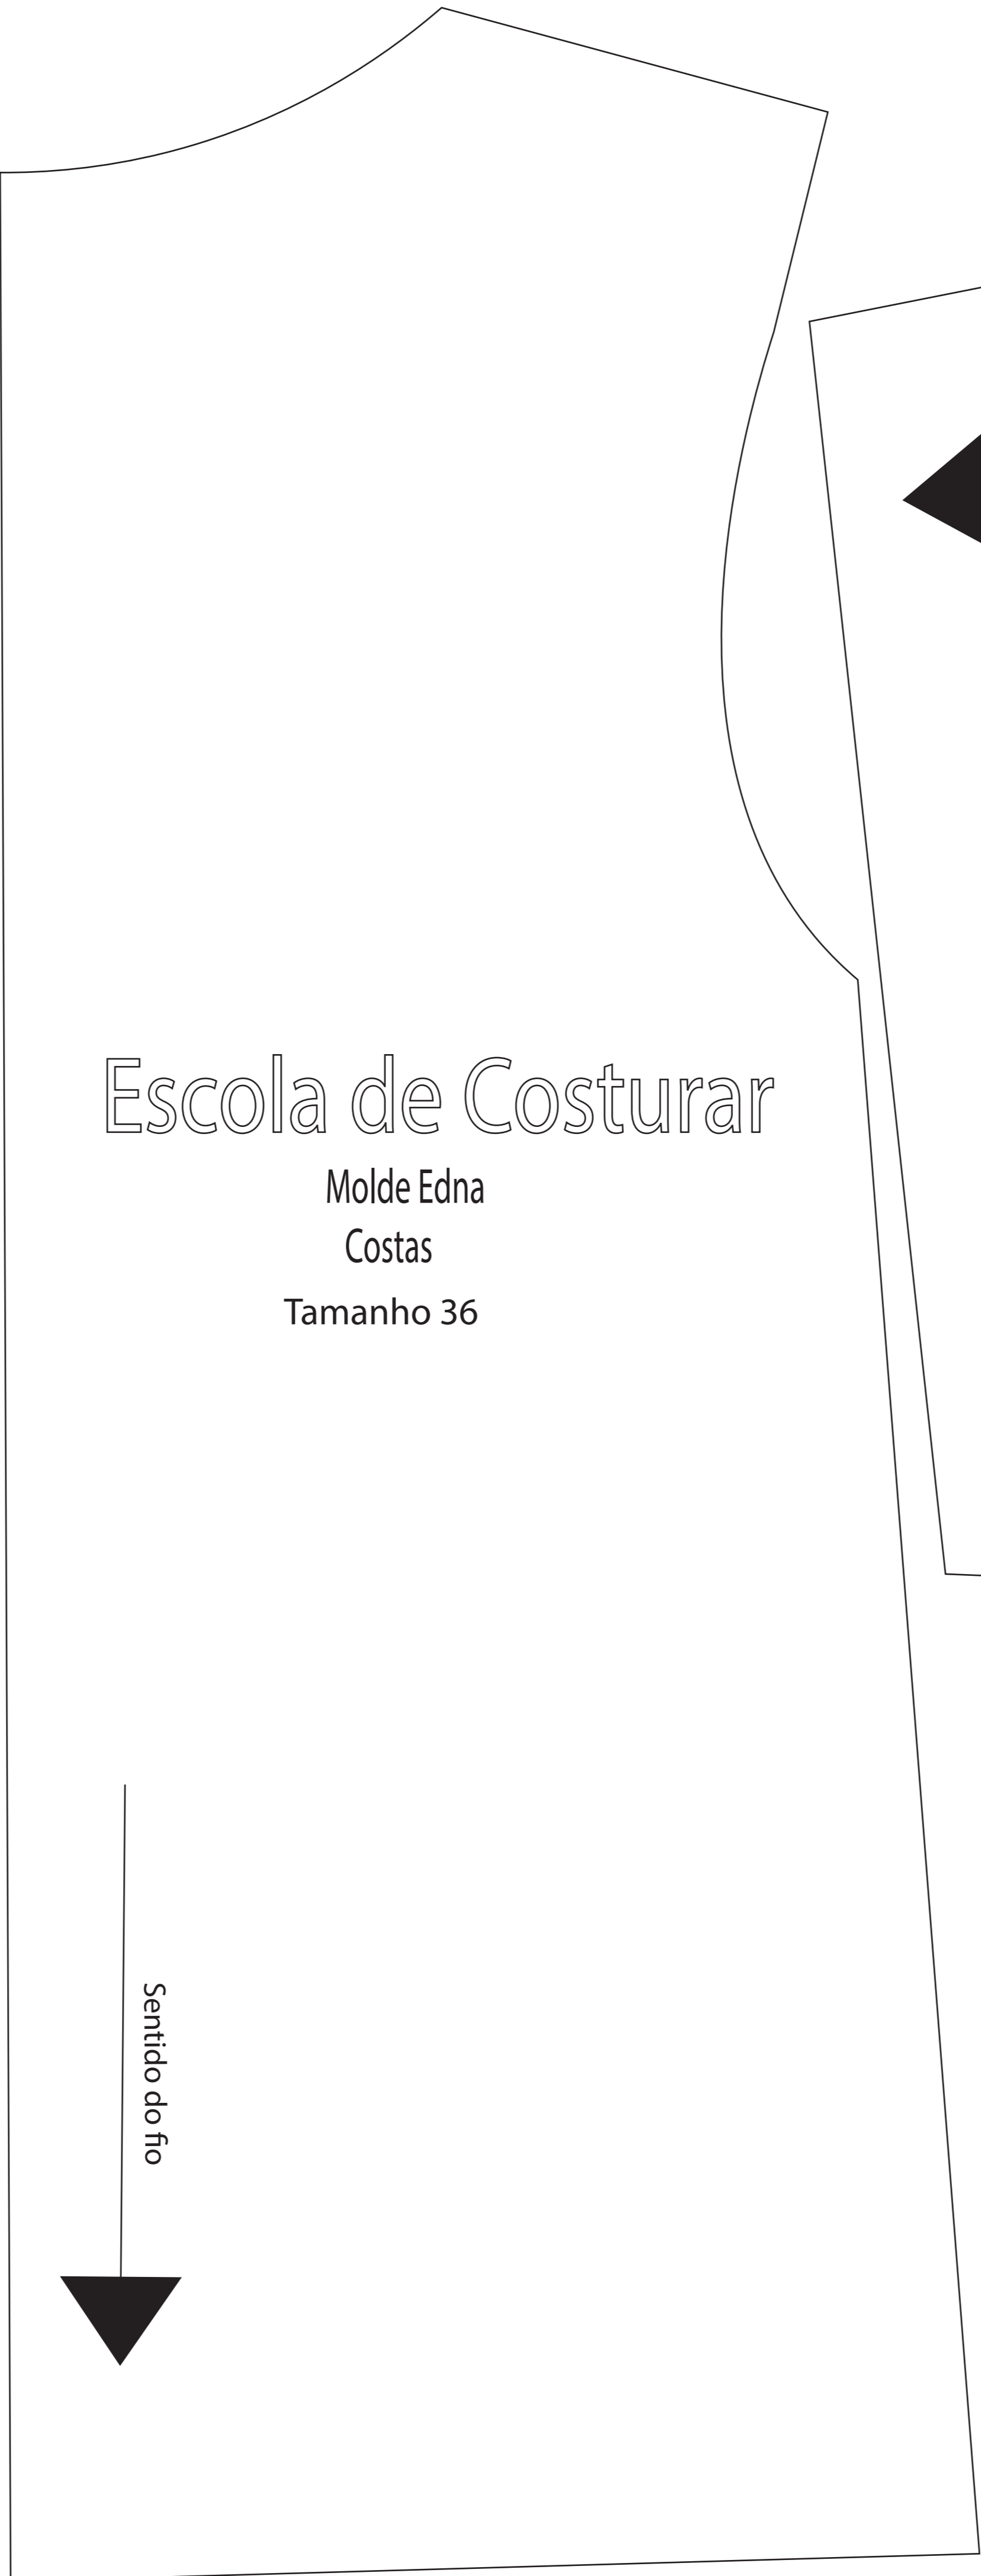 Escola de Costurar
Molde Edna
Costas
Tamanho 36
Sentido do fio